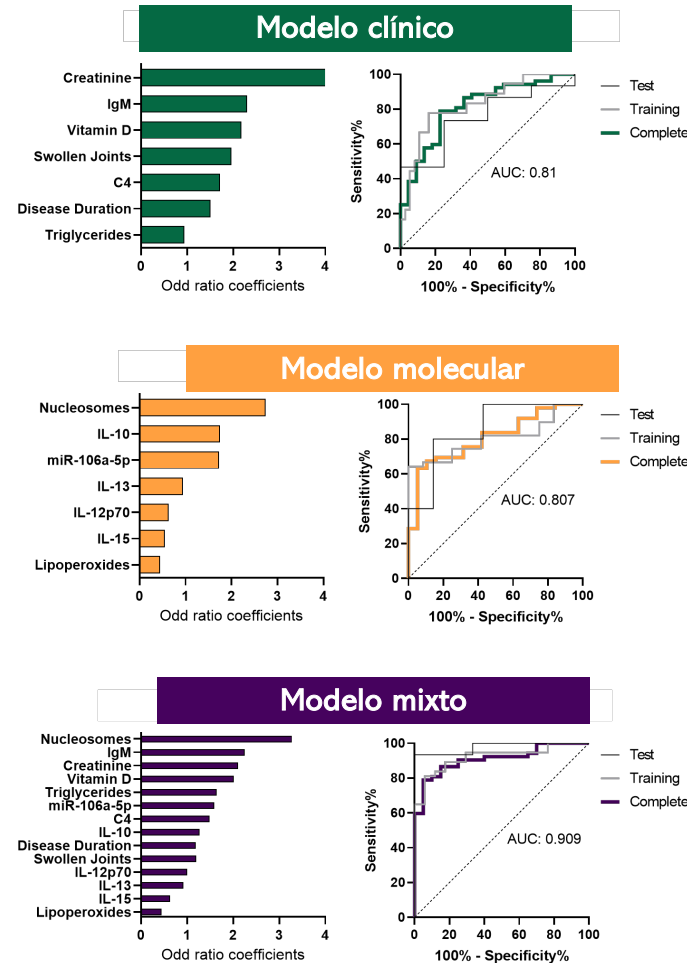 Modelo clínico
Creatinine
IgM
Vitamin D
Swollen Joints
C4
Disease Duration
Triglycerides
0 1 2 3 4
Odd ratio coefficients
Sensitivity%
100
80
60
40
20
0
0 20 40 60 80 100
100% - Specificity%
AUC: 0.81
Test
Training
Complete
Modelo molecular
Nucleosomes
IL-10
miR-106a-5p
IL-13
IL-12p70
IL-15
Lipoperoxides
0 1 2 3 4
Odd ratio coefficients
Sensitivity%
100
80
60
40
20
0
0 20 40 60 80 100
100% - Specificity%
AUC: 0.807
Test
Training
Complete
Modelo mixto
Nucleosomes
IgM
Creatinine
Vitamin D
Triglycerides
miR-106a-5p
C4
IL-10
Disease Duration
Swollen Joints
IL-12p70
IL-13
IL-15
Lipoperoxides
0 1 2 3 4
Odd ratio coefficients
Sensitivity%
100
80
60
40
20
0
0 20 40 60 80 100
100% - Specificity%
AUC: 0.909
Test
Training
Complete